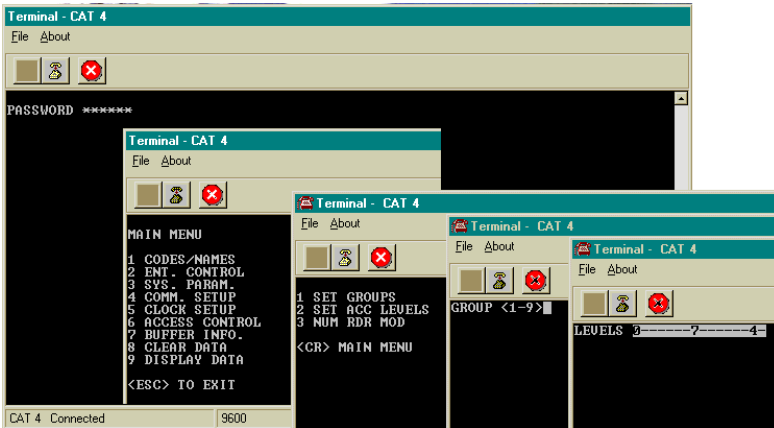 Terminal - CAT 4
File About
PASSWORD ******
Terminal - CAT 4
File About
MAIN MENU
1 CODES/NAMES
2 ENT. CONTROL
3 SYS. PARAM.
4 COMM. SETUP
5 CLOCK SETUP
6 ACCESS CONTROL
7 BUFFER INFO.
8 CLEAR DATA
9 DISPLAY DATA
<ESC> TO EXIT
Terminal - CAT 4
File About
1 SET GROUPS
2 SET ACC LEVELS
3 NUM RDR MOD
<CR> MAIN MENU
Terminal - CAT 4
File About
GROUP <1-9>
Terminal - CAT 4
File About
LEVELS 0------7------4-
CAT 4 Connected
9600